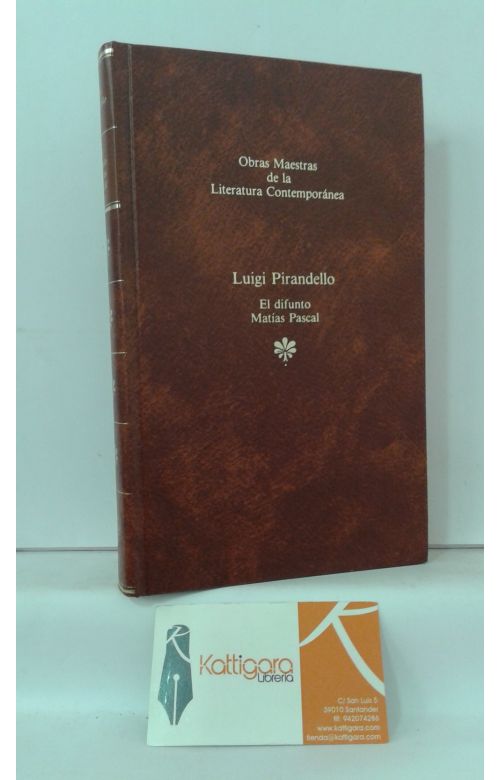 Obras Maestras
de la
Literatura Contemporánea
Luigi Pirandello
El difunto
Matías Pascal
Kattigara
Librería
C/ San Luis 5
39010 Santander
tlf: 942074286
www.kattigara.com
tienda@kattigara.com